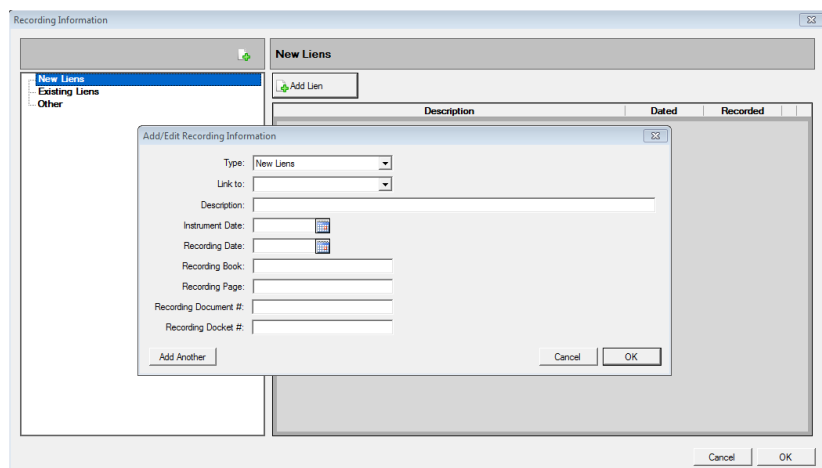 Recording Information
New Liens
New Liens
Existing Liens
Other
Add Lien
Description Dated Recorded
Add/Edit Recording Information
Type: New Liens
Link to:
Description:
Instrument Date:
Recording Date:
Recording Book:
Recording Page:
Recording Document #:
Recording Docket #:
Add Another Cancel OK
Cancel OK